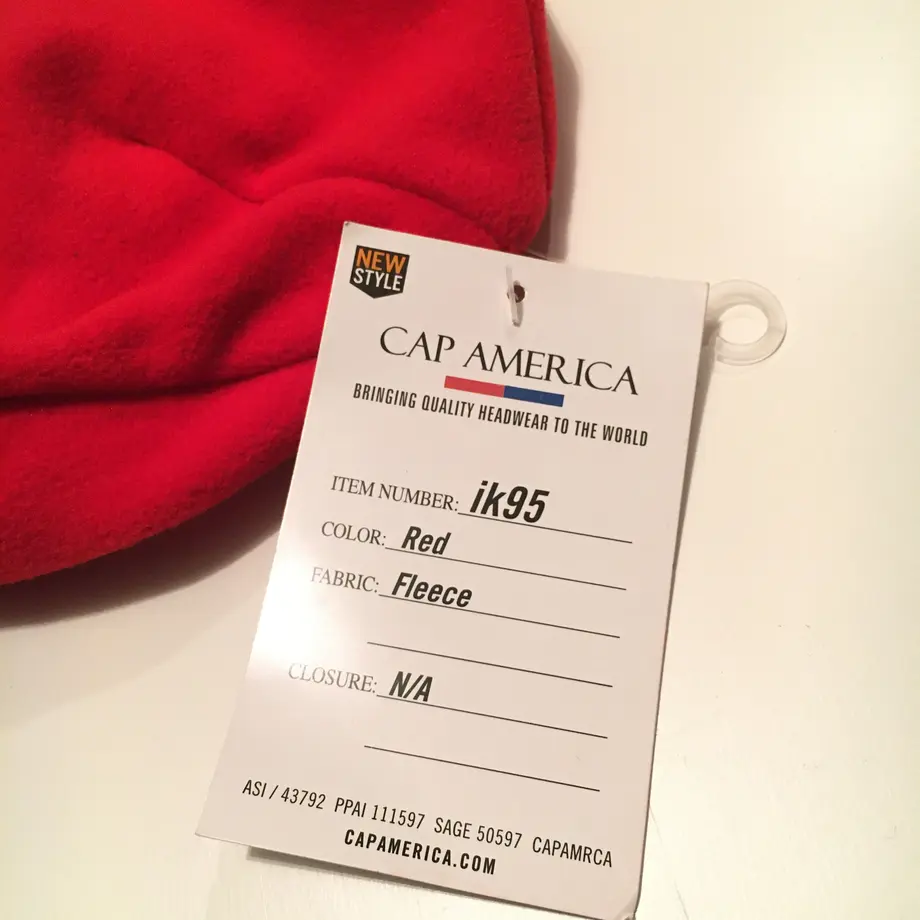 NEW
STYLE
CAP AMERICA
BRINGING QUALITY HEADWEAR TO THE WORLD
ITEM NUMBER: ik95
COLOR: Red
FABRIC: Fleece
CLOSURE: N/A
ASI / 43792 PPAI 111597 SAGE 50597 CAPAMRCA
CAPAMERICA.COM